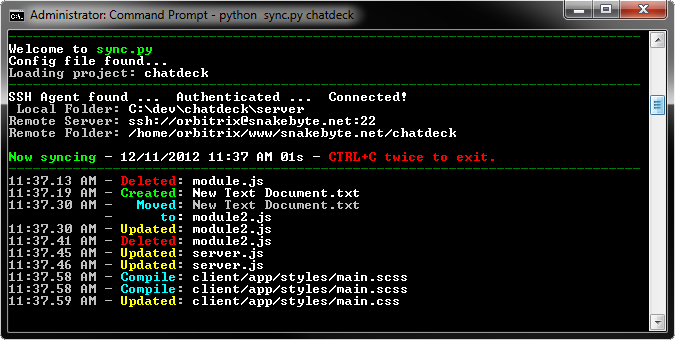 Administrator: Command Prompt - python  sync.py chatdeck
Welcome to sync.py
Config file found...
Loading project: chatdeck
SSH Agent found ...  Authenticated ...  Connected!
 Local Folder: C:\dev\chatdeck\server
Remote Server: ssh://orbitrix@snakebyte.net:22
Remote Folder: /home/orbitrix/www/snakebyte.net/chatdeck
Now syncing - 12/11/2012 11:37 AM 01s - CTRL+C twice to exit.
11:37.13 AM - Deleted: module.js
11:37.19 AM - Created: New Text Document.txt
11:37.30 AM -   Moved: New Text Document.txt
            -      to: module2.js
11:37.30 AM - Updated: module2.js
11:37.41 AM - Deleted: module2.js
11:37.45 AM - Updated: server.js
11:37.46 AM - Updated: server.js
11:37.58 AM - Compile: client/app/styles/main.scss
11:37.58 AM - Compile: client/app/styles/main.scss
11:37.59 AM - Updated: client/app/styles/main.css